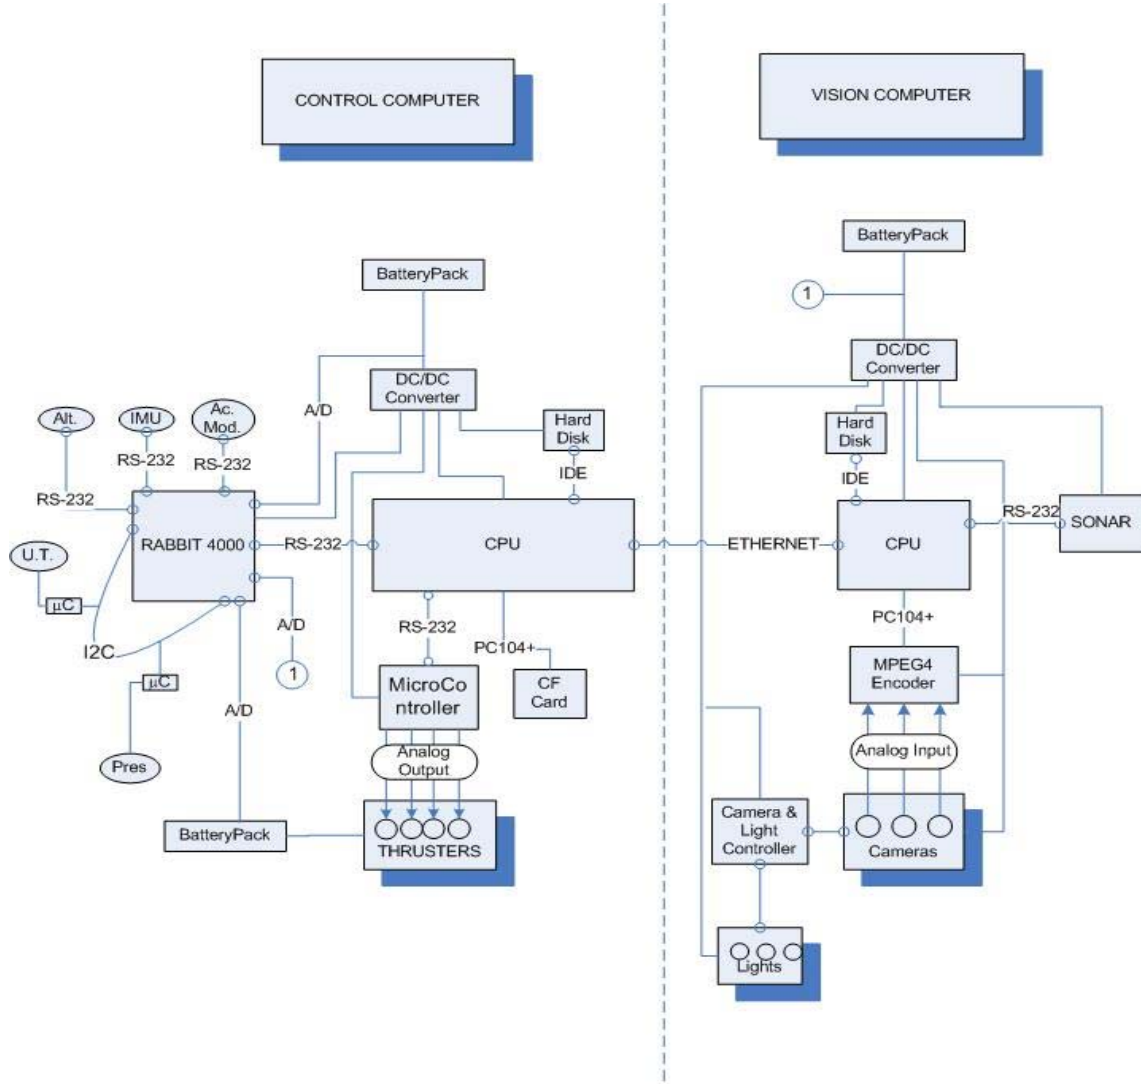 CONTROL COMPUTER
VISION COMPUTER
BatteryPack
BatteryPack
1
DC/DC
Converter
DC/DC
Converter
A/D
Alt.
IMU
Ac.
Mod.
Hard
Disk
Hard
Disk
RS-232
RS-232
RS-232
IDE
IDE
RABBIT 4000
RS-232
CPU
ETHERNET
CPU
RS-232
SONAR
U.T.
µC
I2C
µC
Pres
A/D
A/D
1
RS-232
PC104+
PC104+
MicroCo
ntroller
CF
Card
MPEG4
Encoder
Analog
Output
Analog Input
BatteryPack
THRUSTERS
Camera &
Light
Controller
Cameras
Lights